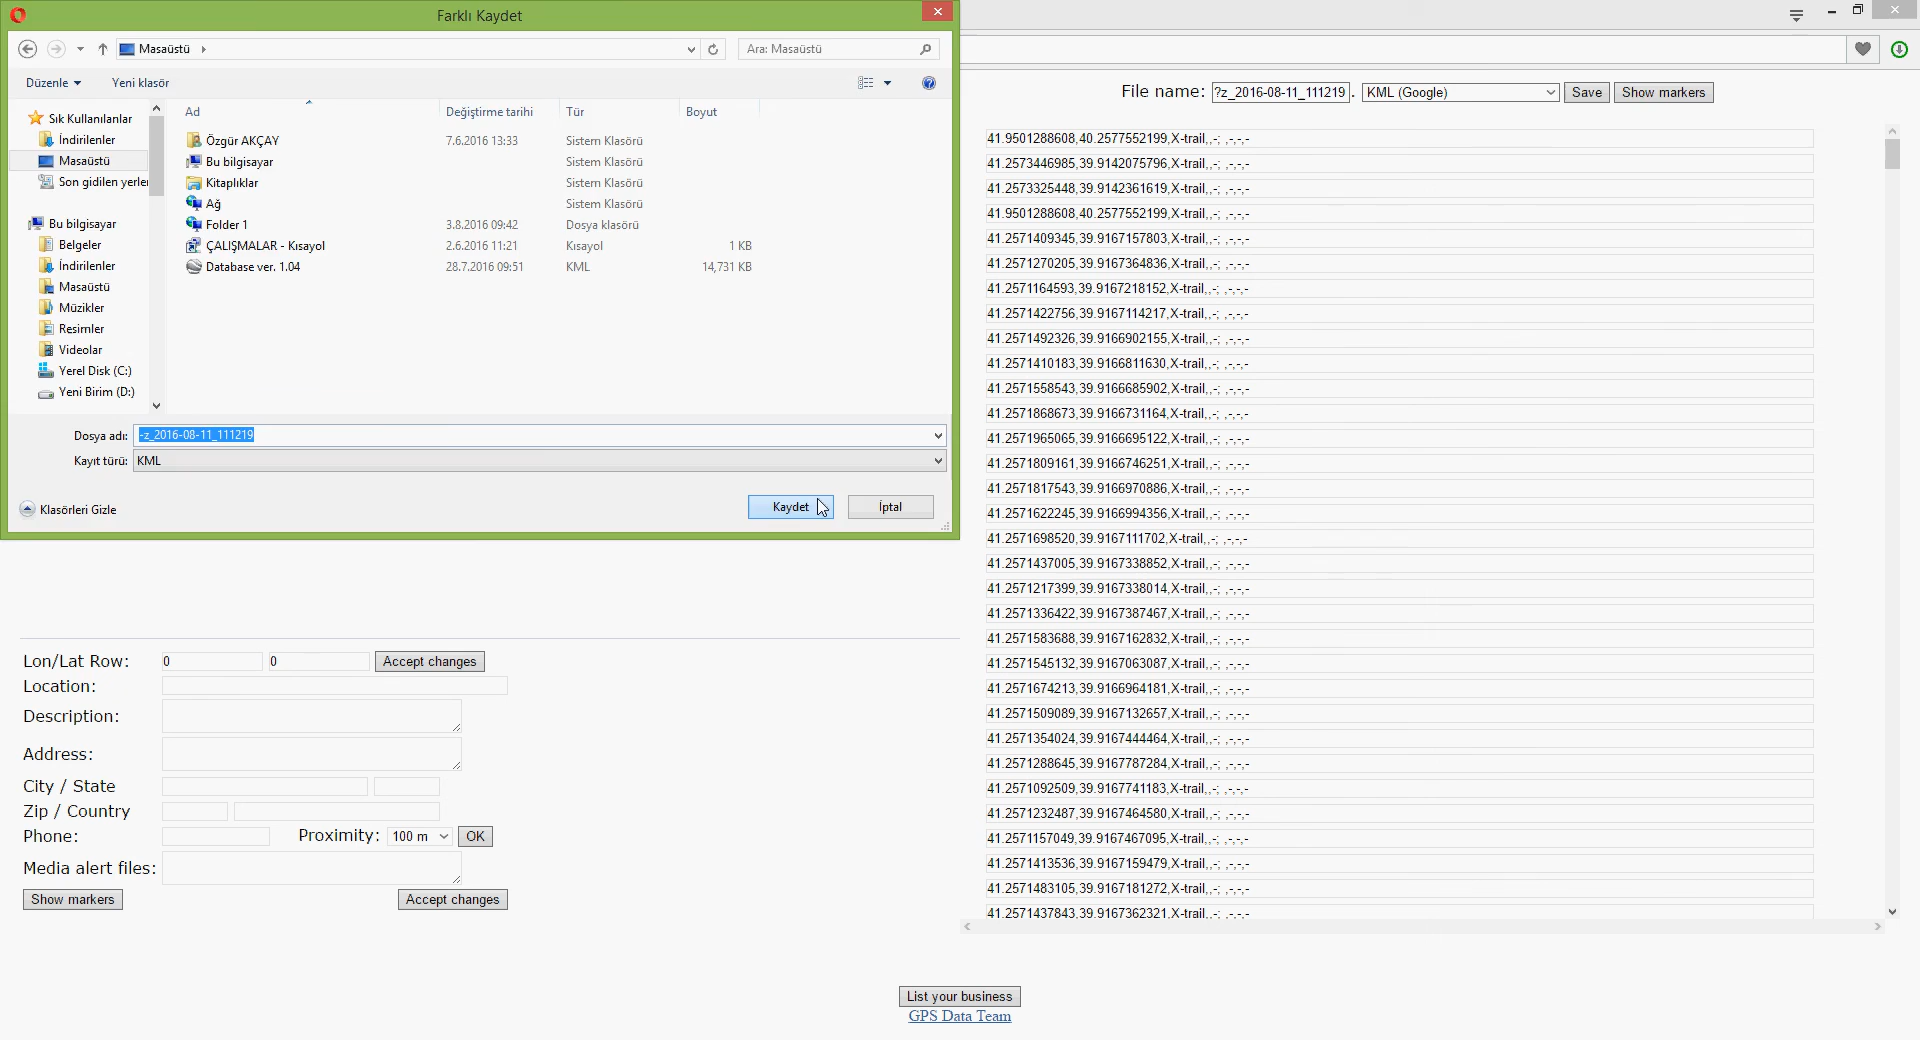 Farklı Kaydet
Masaüstü
Ara: Masaüstü
Düzenle
Yeni klasör
Ad
Değiştirme tarihi
Tür
Boyut
Sık Kullanılanlar
İndirilenler
Masaüstü
Son gidilen yerler
Bu bilgisayar
Belgeler
İndirilenler
Masaüstü
Müzikler
Resimler
Videolar
Yerel Disk (C:)
Yeni Birim (D:)
Özgür AKÇAY 7.6.2016 13:33 Sistem Klasörü
Bu bilgisayar Sistem Klasörü
Kitaplıklar Sistem Klasörü
Ağ Sistem Klasörü
Folder 1 3.8.2016 09:42 Dosya klasörü
ÇALIŞMALAR - Kısayol 2.6.2016 11:21 Kısayol 1 KB
Database ver. 1.04 28.7.2016 09:51 KML 14,731 KB
Dosya adı: -z_2016-08-11_111219
Kayıt türü: KML
Klasörleri Gizle
Kaydet
İptal
File name: ?z_2016-08-11_111219 . KML (Google) Save Show markers
41.9501288608,40.2577552199,X-trail,,-; ,-,-,-
41.2573446985,39.9142075796,X-trail,,-; ,-,-,-
41.2573325448,39.9142361619,X-trail,,-; ,-,-,-
41.9501288608,40.2577552199,X-trail,,-; ,-,-,-
41.2571409345,39.9167157803,X-trail,,-; ,-,-,-
41.2571270205,39.9167364836,X-trail,,-; ,-,-,-
41.2571164593,39.9167218152,X-trail,,-; ,-,-,-
41.2571422756,39.9167114217,X-trail,,-; ,-,-,-
41.2571492326,39.9166902155,X-trail,,-; ,-,-,-
41.2571410183,39.9166811630,X-trail,,-; ,-,-,-
41.2571558543,39.9166685902,X-trail,,-; ,-,-,-
41.2571868673,39.9166731164,X-trail,,-; ,-,-,-
41.2571965065,39.9166695122,X-trail,,-; ,-,-,-
41.2571809161,39.9166746251,X-trail,,-; ,-,-,-
41.2571817543,39.9166970886,X-trail,,-; ,-,-,-
41.2571622245,39.9166994356,X-trail,,-; ,-,-,-
41.2571698520,39.9167111702,X-trail,,-; ,-,-,-
41.2571437005,39.9167338852,X-trail,,-; ,-,-,-
41.2571217399,39.9167338014,X-trail,,-; ,-,-,-
41.2571336422,39.9167387467,X-trail,,-; ,-,-,-
41.2571583688,39.9167162832,X-trail,,-; ,-,-,-
41.2571545132,39.9167063087,X-trail,,-; ,-,-,-
41.2571674213,39.9166964181,X-trail,,-; ,-,-,-
41.2571509089,39.9167132657,X-trail,,-; ,-,-,-
41.2571354024,39.9167444464,X-trail,,-; ,-,-,-
41.2571288645,39.9167787284,X-trail,,-; ,-,-,-
41.2571092509,39.9167741183,X-trail,,-; ,-,-,-
41.2571232487,39.9167464580,X-trail,,-; ,-,-,-
41.2571157049,39.9167467095,X-trail,,-; ,-,-,-
41.2571413536,39.9167159479,X-trail,,-; ,-,-,-
41.2571483105,39.9167181272,X-trail,,-; ,-,-,-
41.2571437843,39.9167362321,X-trail,,-; ,-,-,-
Lon/Lat Row: 0 0 Accept changes
Location:
Description:
Address:
City / State
Zip / Country
Phone: Proximity: 100 m OK
Media alert files:
Show markers Accept changes
List your business
GPS Data Team